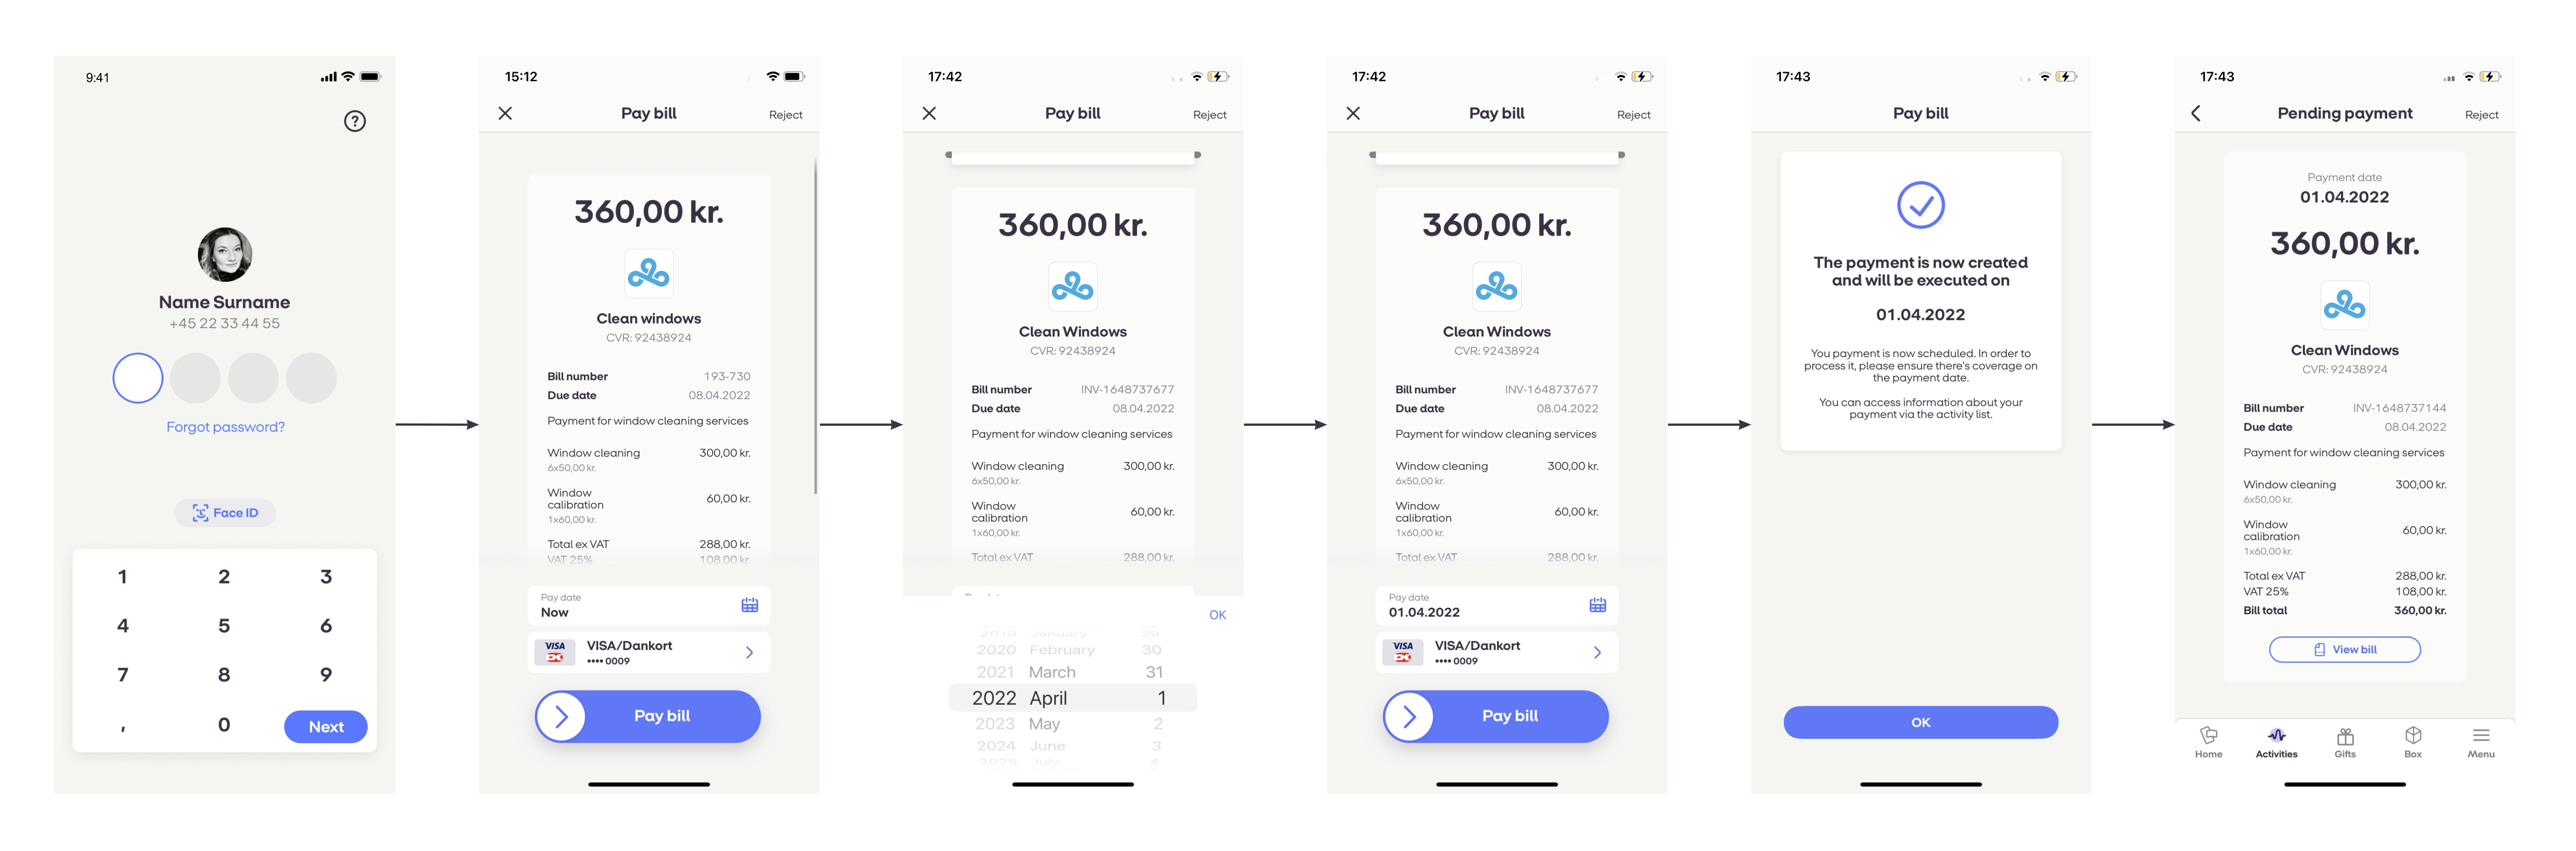 9:41
Name Surname
+45 22 33 44 55
Forgot password?
Face ID
1 2 3
4 5 6
7 8 9
, 0 Next
15:12
Pay bill Reject
360,00 kr.
Clean windows
CVR: 92438924
Bill number 193-730
Due date 08.04.2022
Payment for window cleaning services
Window cleaning 300,00 kr.
6x50,00 kr.
Window
calibration 60,00 kr.
1x60,00 kr.
Total ex VAT 288,00 kr.
VAT 25% 108,00 kr.
Pay date
Now
VISA
DK
VISA/Dankort
•••• 0009
Pay bill
17:42
Pay bill Reject
360,00 kr.
Clean Windows
CVR: 92438924
Bill number INV-1648737677
Due date 08.04.2022
Payment for window cleaning services
Window cleaning 300,00 kr.
6x50,00 kr.
Window
calibration 60,00 kr.
1x60,00 kr.
Total ex VAT 288,00 kr.
OK
2019 January 29
2020 February 30
2021 March 31
2022 April 1
2023 May 2
2024 June 3
2025 July 4
17:42
Pay bill Reject
360,00 kr.
Clean Windows
CVR: 92438924
Bill number INV-1648737677
Due date 08.04.2022
Payment for window cleaning services
Window cleaning 300,00 kr.
6x50,00 kr.
Window
calibration 60,00 kr.
1x60,00 kr.
Total ex VAT 288,00 kr.
Pay date
01.04.2022
VISA
DK
VISA/Dankort
•••• 0009
Pay bill
17:43
Pay bill
The payment is now created
and will be executed on
01.04.2022
You payment is now scheduled. In order to
process it, please ensure there's coverage on
the payment date.
You can access information about your
payment via the activity list.
OK
17:43
Pending payment Reject
Payment date
01.04.2022
360,00 kr.
Clean Windows
CVR: 92438924
Bill number INV-1648737144
Due date 08.04.2022
Payment for window cleaning services
Window cleaning 300,00 kr.
6x50,00 kr.
Window
calibration 60,00 kr.
1x60,00 kr.
Total ex VAT 288,00 kr.
VAT 25% 108,00 kr.
Bill total 360,00 kr.
View bill
Home Activities Gifts Box Menu